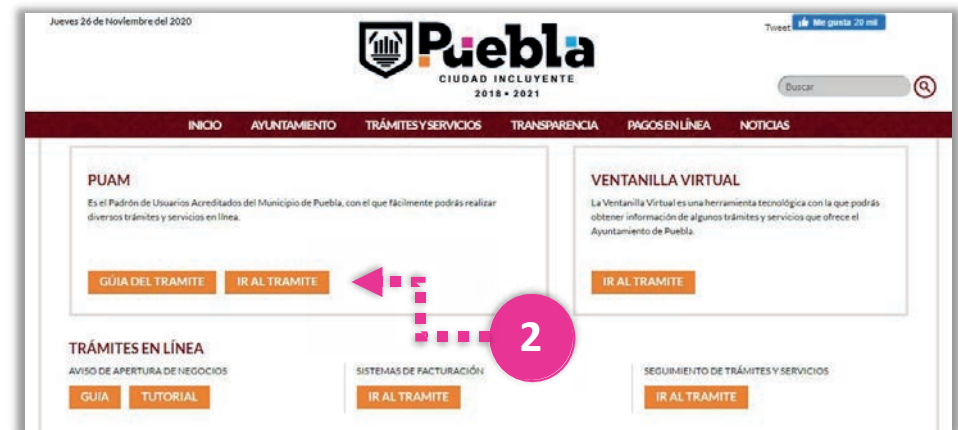 Jueves 26 de Noviembre del 2020
Puebla
CIUDAD INCLUYENTE
2018 • 2021
Tweet
Me gusta 20 mil
Buscar
INICIO AYUNTAMIENTO TRÁMITES Y SERVICIOS TRANSPARENCIA PAGOS EN LÍNEA NOTICIAS
PUAM
Es el Padrón de Usuarios Acreditados del Municipio de Puebla, con el que fácilmente podrás realizar
diversos trámites y servicios en línea.
GÚIA DEL TRAMITE IR AL TRAMITE
VENTANILLA VIRTUAL
La Ventanilla Virtual es una herramienta tecnológica con la que podrás
obtener información de algunos trámites y servicios que ofrece el
Ayuntamiento de Puebla.
IR AL TRAMITE
2
TRÁMITES EN LÍNEA
AVISO DE APERTURA DE NEGOCIOS
GUIA TUTORIAL
SISTEMAS DE FACTURACIÓN
IR AL TRAMITE
SEGUIMIENTO DE TRÁMITES Y SERVICIOS
IR AL TRAMITE